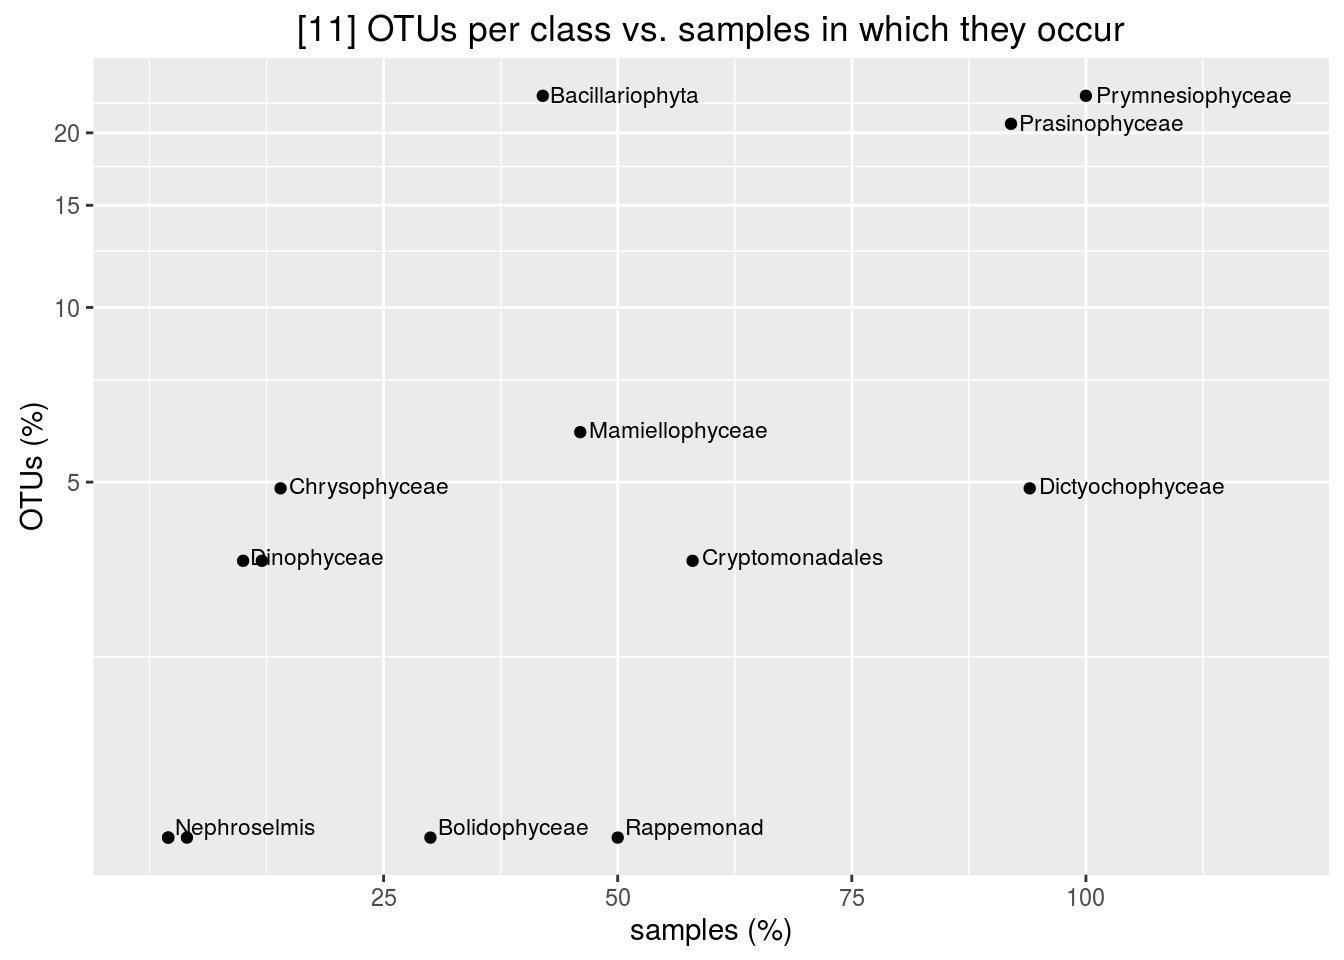 [11] OTUs per class vs. samples in which they occur
Bacillariophyta
Prymnesiophyceae
Prasinophyceae
20
15
10
Mamiellophyceae
OTUs (%)
5
Chrysophyceae
Dictyochophyceae
Dinophyceae
Cryptomonadales
Nephroselmis
Bolidophyceae
Rappemonad
25
50
75
100
samples (%)